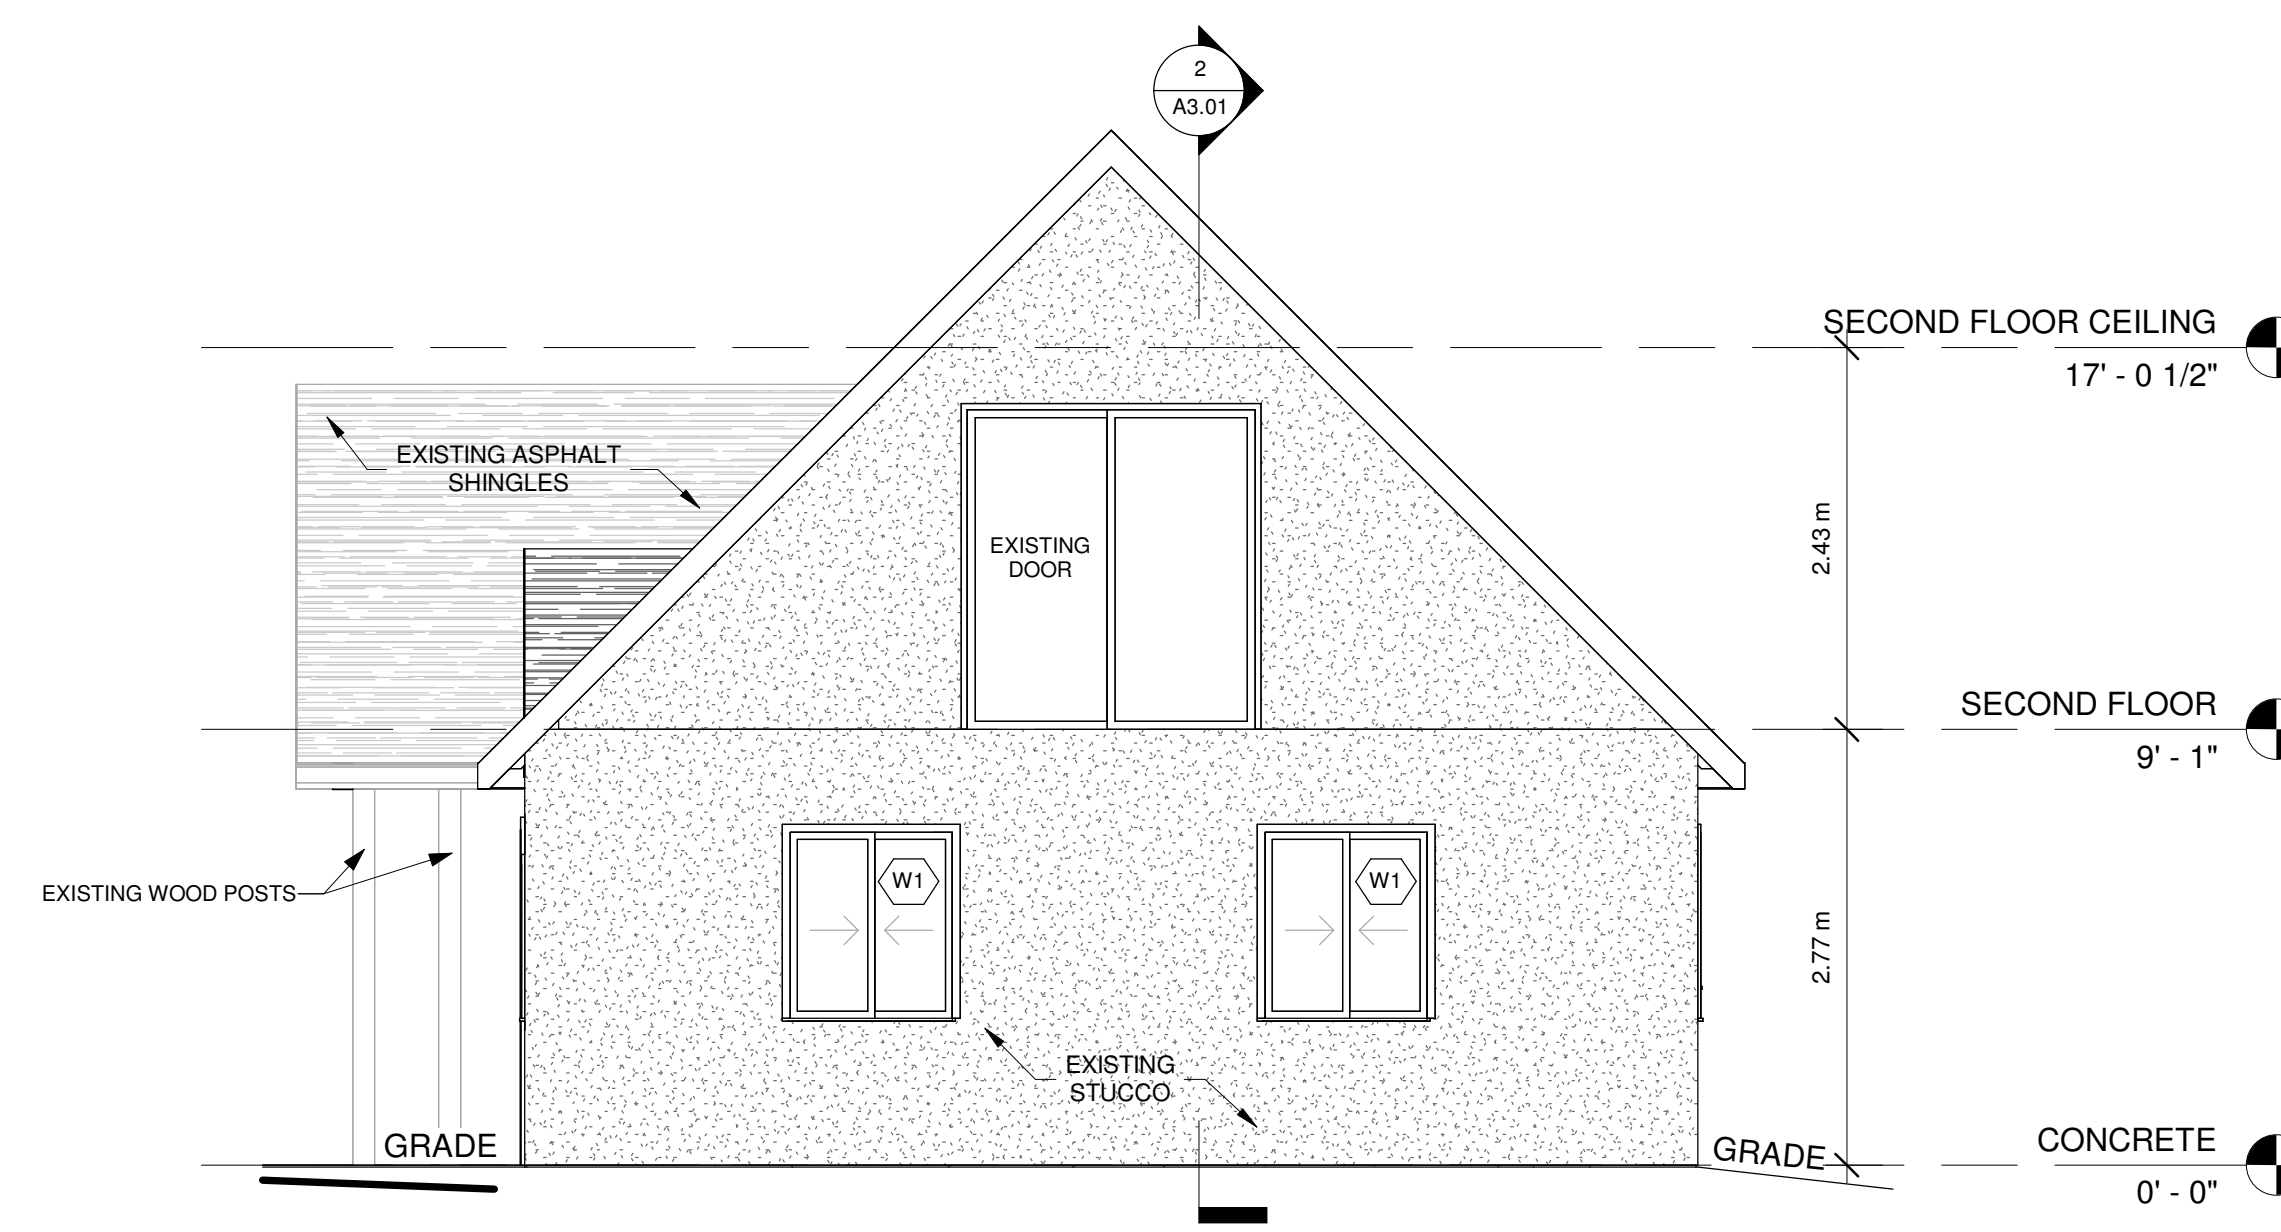 2
A3.01
SECOND FLOOR CEILING
17' - 0 1/2"
EXISTING ASPHALT
SHINGLES
EXISTING
DOOR
2.43 m
SECOND FLOOR
9' - 1"
W1
W1
EXISTING WOOD POSTS
2.77 m
EXISTING
STUCCO
GRADE
GRADE
CONCRETE
0' - 0"